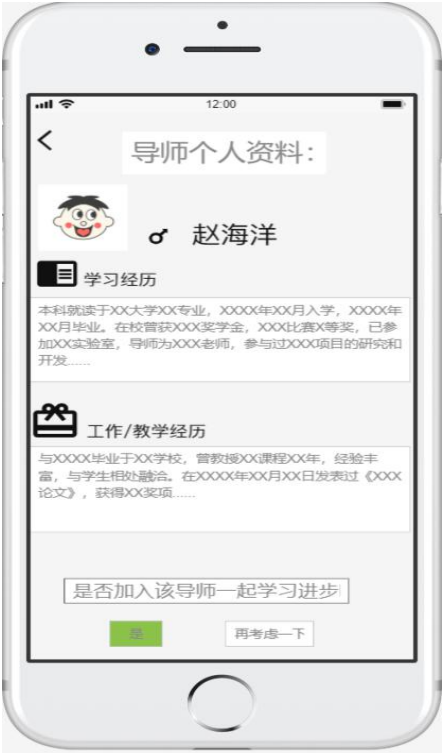 12:00
导师个人资料：
赵海洋
学习经历
本科就读于XX大学XX专业，XXXX年XX月入学，XXXX年
XX月毕业。在校曾获XXX奖学金，XXX比赛X等奖，已参
加XX实验室，导师为XXX老师，参与过XXX项目的研究和
开发......
工作/教学经历
与XXXX毕业于XX学校，曾教授XX课程XX年，经验丰
富，与学生相处融洽。在XXXX年XX月XX日发表过《XXX
论文》，获得XX奖项......
是否加入该导师一起学习进步
是
再考虑一下